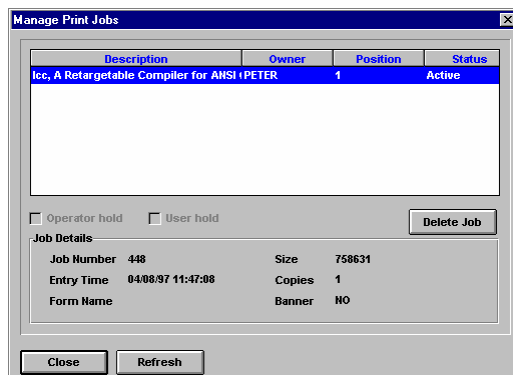 Manage Print Jobs
Description Owner Position Status
lcc, A Retargetable Compiler for ANSI ( PETER 1 Active
Operator hold User hold Delete Job
Job Details
Job Number 448 Size 758631
Entry Time 04/08/97 11:47:08 Copies 1
Form Name Banner NO
Close Refresh